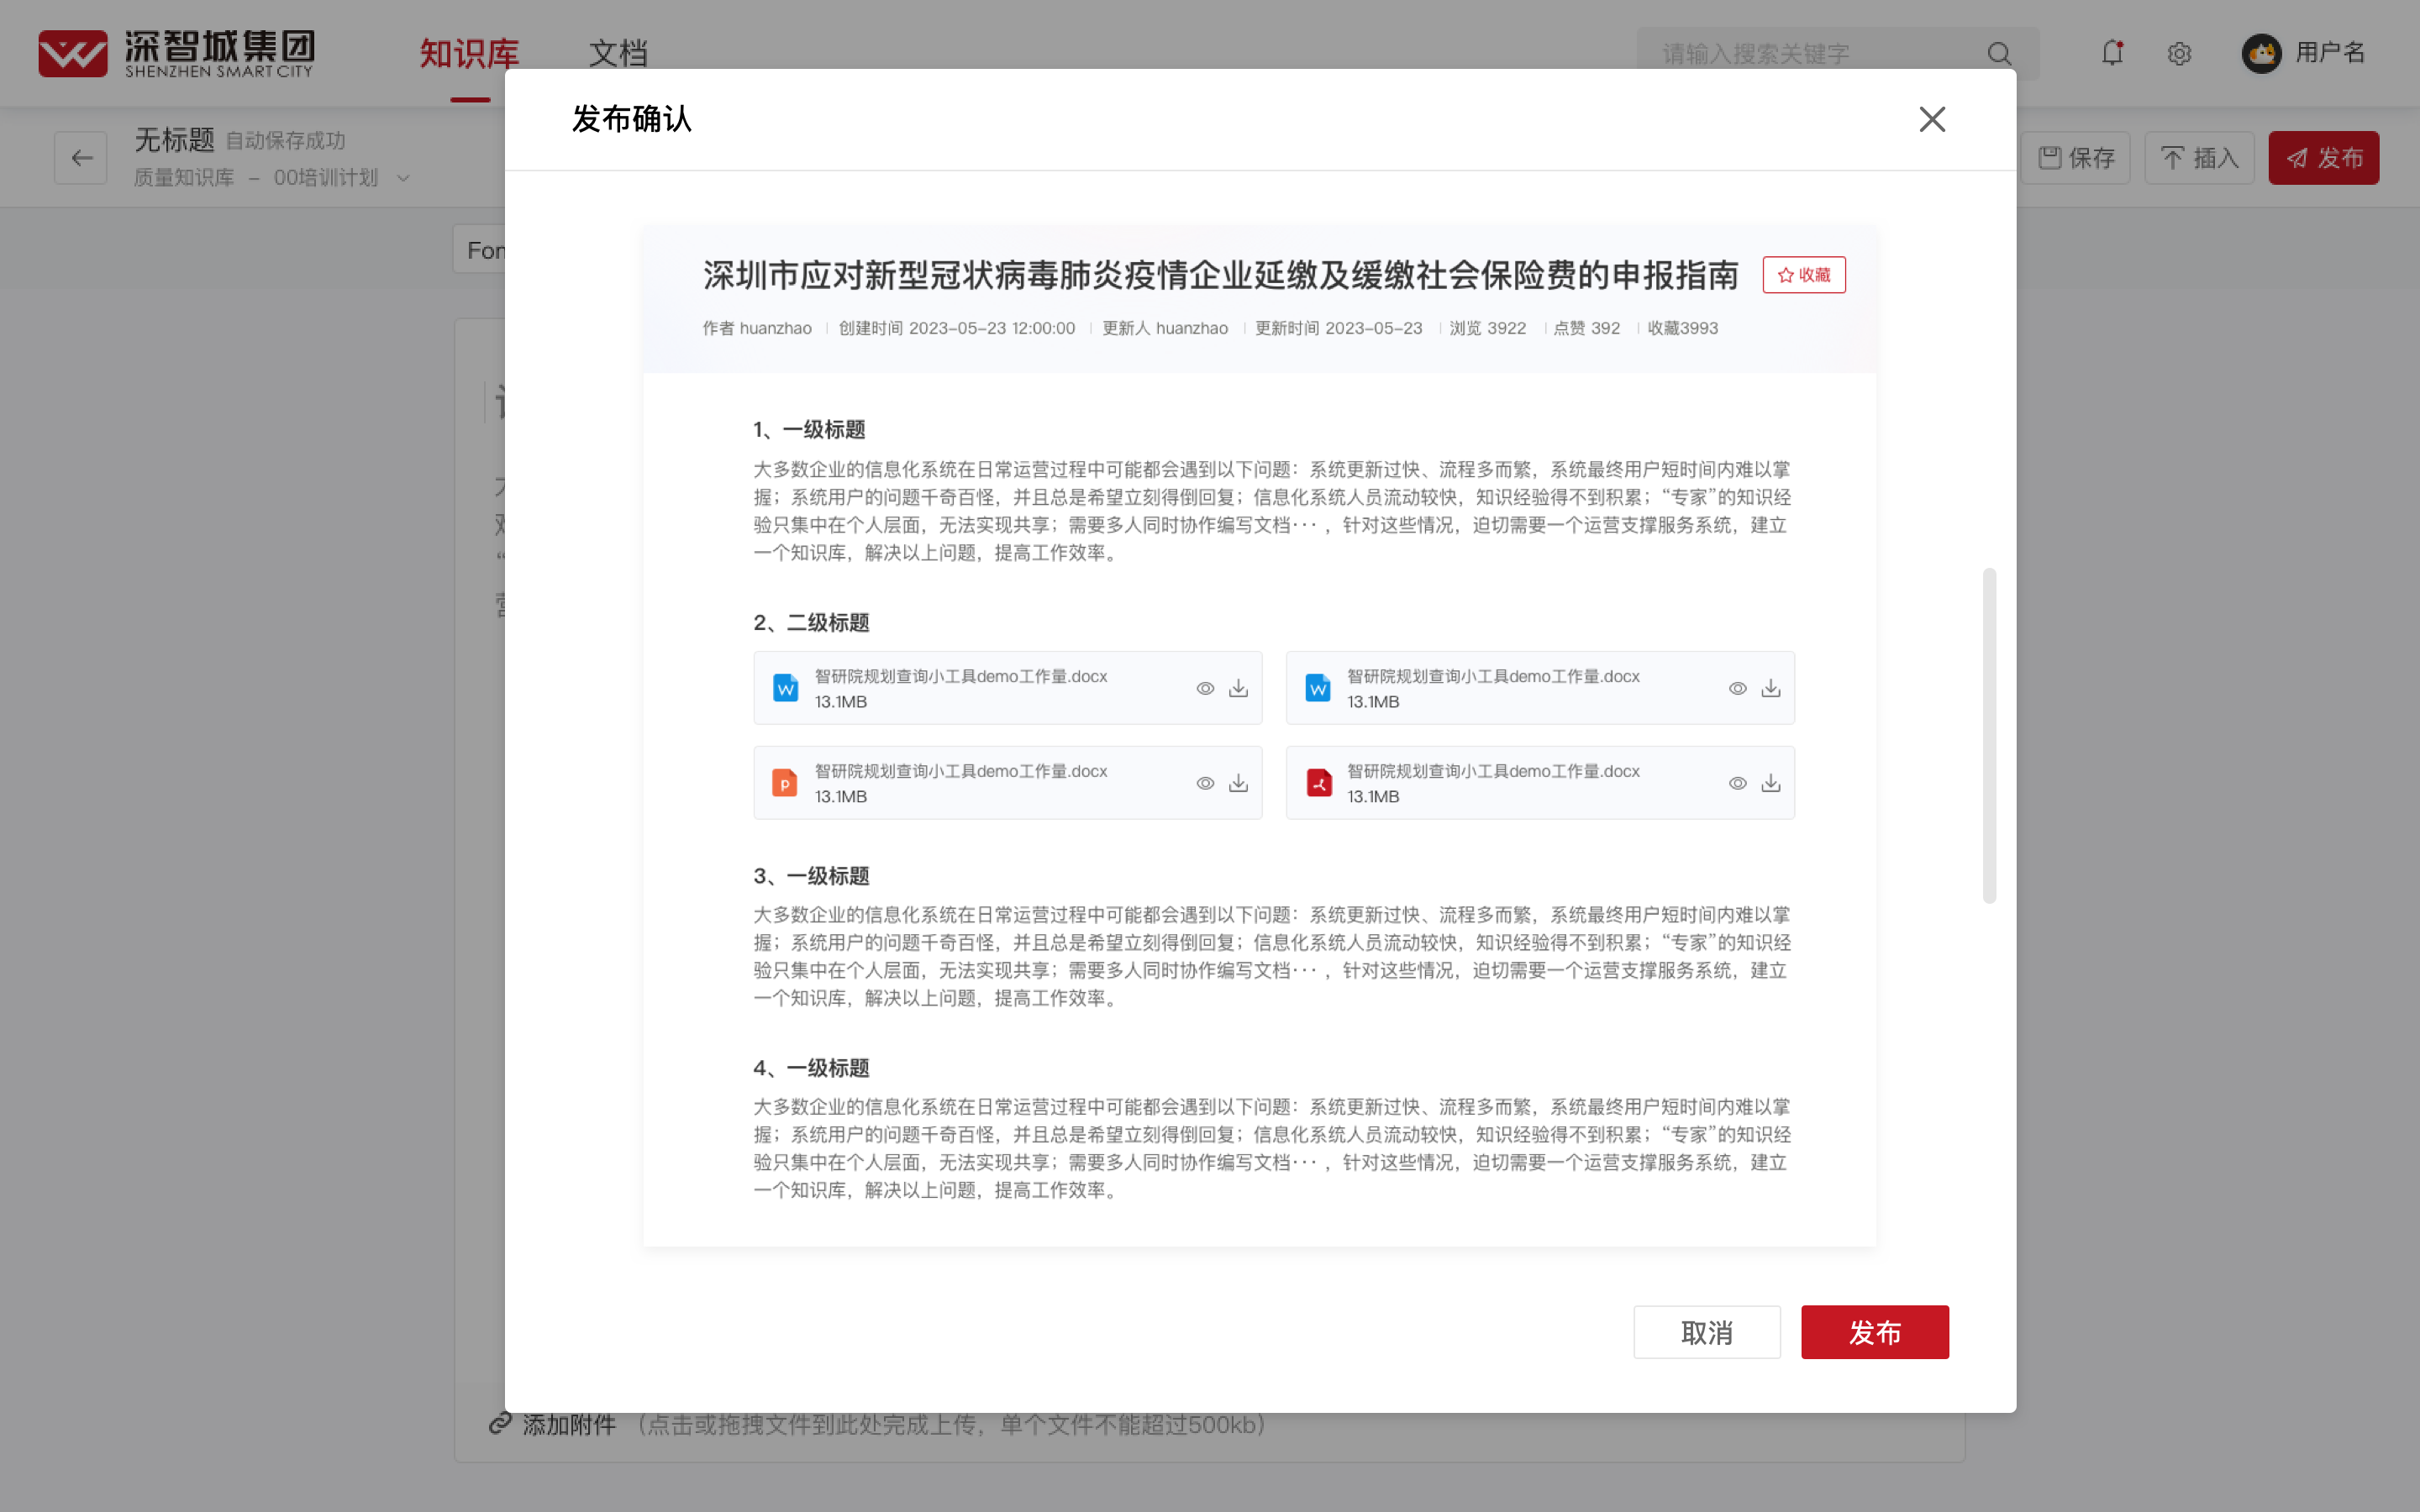 深智城集团
SHENZHEN SMART CITY
知识库
文档
请输入搜索关键字
用户名
无标题 自动保存成功
质量知识库 – 00培训计划
保存
插入
发布
Fon
发布确认
深圳市应对新型冠状病毒肺炎疫情企业延缴及缓缴社会保险费的申报指南
收藏
作者 huanzhao 创建时间 2023-05-23 12:00:00 更新人 huanzhao 更新时间 2023-05-23 浏览 3922 点赞 392 收藏3993
1、一级标题
大多数企业的信息化系统在日常运营过程中可能都会遇到以下问题：系统更新过快、流程多而繁，系统最终用户短时间内难以掌
握；系统用户的问题千奇百怪，并且总是希望立刻得倒回复；信息化系统人员流动较快，知识经验得不到积累；“专家”的知识经
验只集中在个人层面，无法实现共享；需要多人同时协作编写文档···，针对这些情况，迫切需要一个运营支撑服务系统，建立
一个知识库，解决以上问题，提高工作效率。
2、二级标题
智研院规划查询小工具demo工作量.docx
13.1MB
智研院规划查询小工具demo工作量.docx
13.1MB
智研院规划查询小工具demo工作量.docx
13.1MB
智研院规划查询小工具demo工作量.docx
13.1MB
3、一级标题
大多数企业的信息化系统在日常运营过程中可能都会遇到以下问题：系统更新过快、流程多而繁，系统最终用户短时间内难以掌
握；系统用户的问题千奇百怪，并且总是希望立刻得倒回复；信息化系统人员流动较快，知识经验得不到积累；“专家”的知识经
验只集中在个人层面，无法实现共享；需要多人同时协作编写文档···，针对这些情况，迫切需要一个运营支撑服务系统，建立
一个知识库，解决以上问题，提高工作效率。
4、一级标题
大多数企业的信息化系统在日常运营过程中可能都会遇到以下问题：系统更新过快、流程多而繁，系统最终用户短时间内难以掌
握；系统用户的问题千奇百怪，并且总是希望立刻得倒回复；信息化系统人员流动较快，知识经验得不到积累；“专家”的知识经
验只集中在个人层面，无法实现共享；需要多人同时协作编写文档···，针对这些情况，迫切需要一个运营支撑服务系统，建立
一个知识库，解决以上问题，提高工作效率。
取消
发布
添加附件 （点击或拖拽文件到此处完成上传，单个文件不能超过500kb）